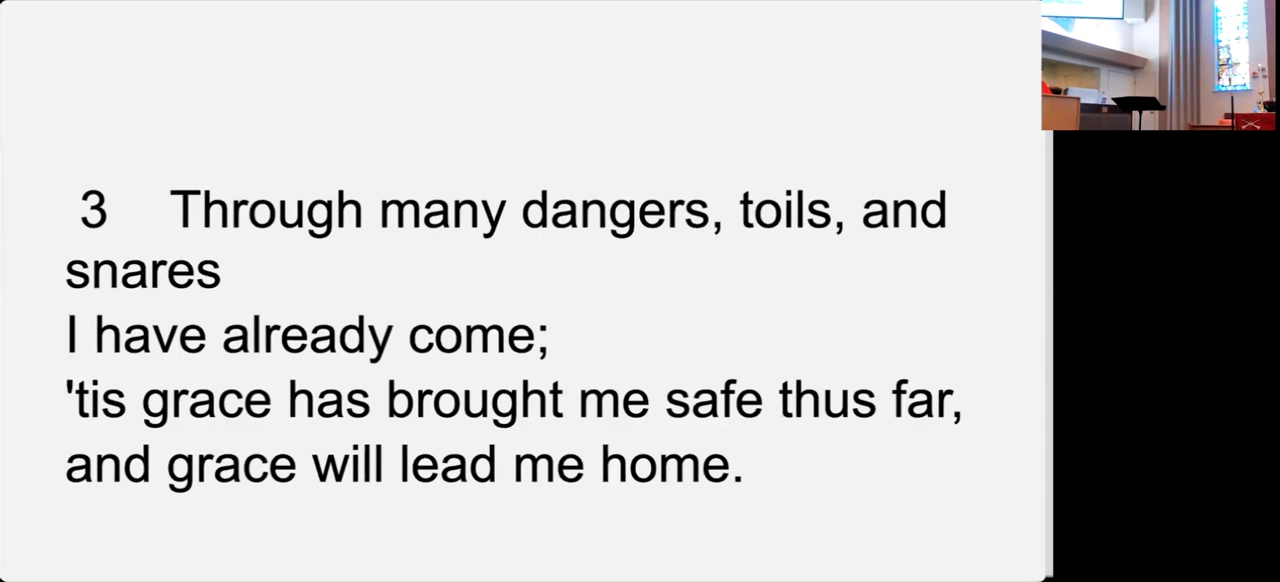 3 Through many dangers, toils, and
snares
I have already come;
'tis grace has brought me safe thus far,
and grace will lead me home.